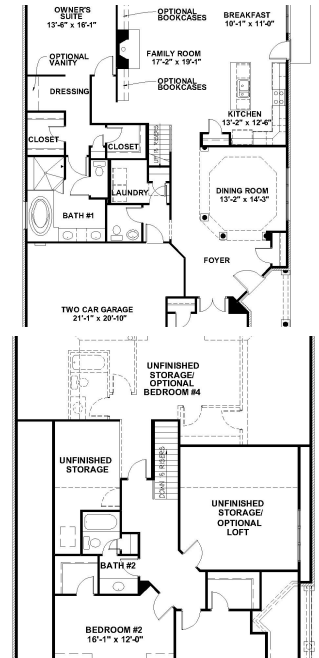 OWNER'S
SUITE
13'-6" x 16'-1"
OPTIONAL
BOOKCASES
BREAKFAST
10'-1" x 11'-0"
OPTIONAL
VANITY
FAMILY ROOM
17'-2" x 19'-1"
OPTIONAL
BOOKCASES
DRESSING
KITCHEN
13'-2" x 12'-6"
CLOSET
CLOSET
LAUNDRY
DINING ROOM
13'-2" x 14'-3"
BATH #1
FOYER
TWO CAR GARAGE
21'-1" x 20'-10"
UNFINISHED
STORAGE/
OPTIONAL
BEDROOM #4
UNFINISHED
STORAGE
DOWN 16 RISERS
UNFINISHED
STORAGE/
OPTIONAL
LOFT
BATH #2
BEDROOM #2
16'-1" x 12'-0"